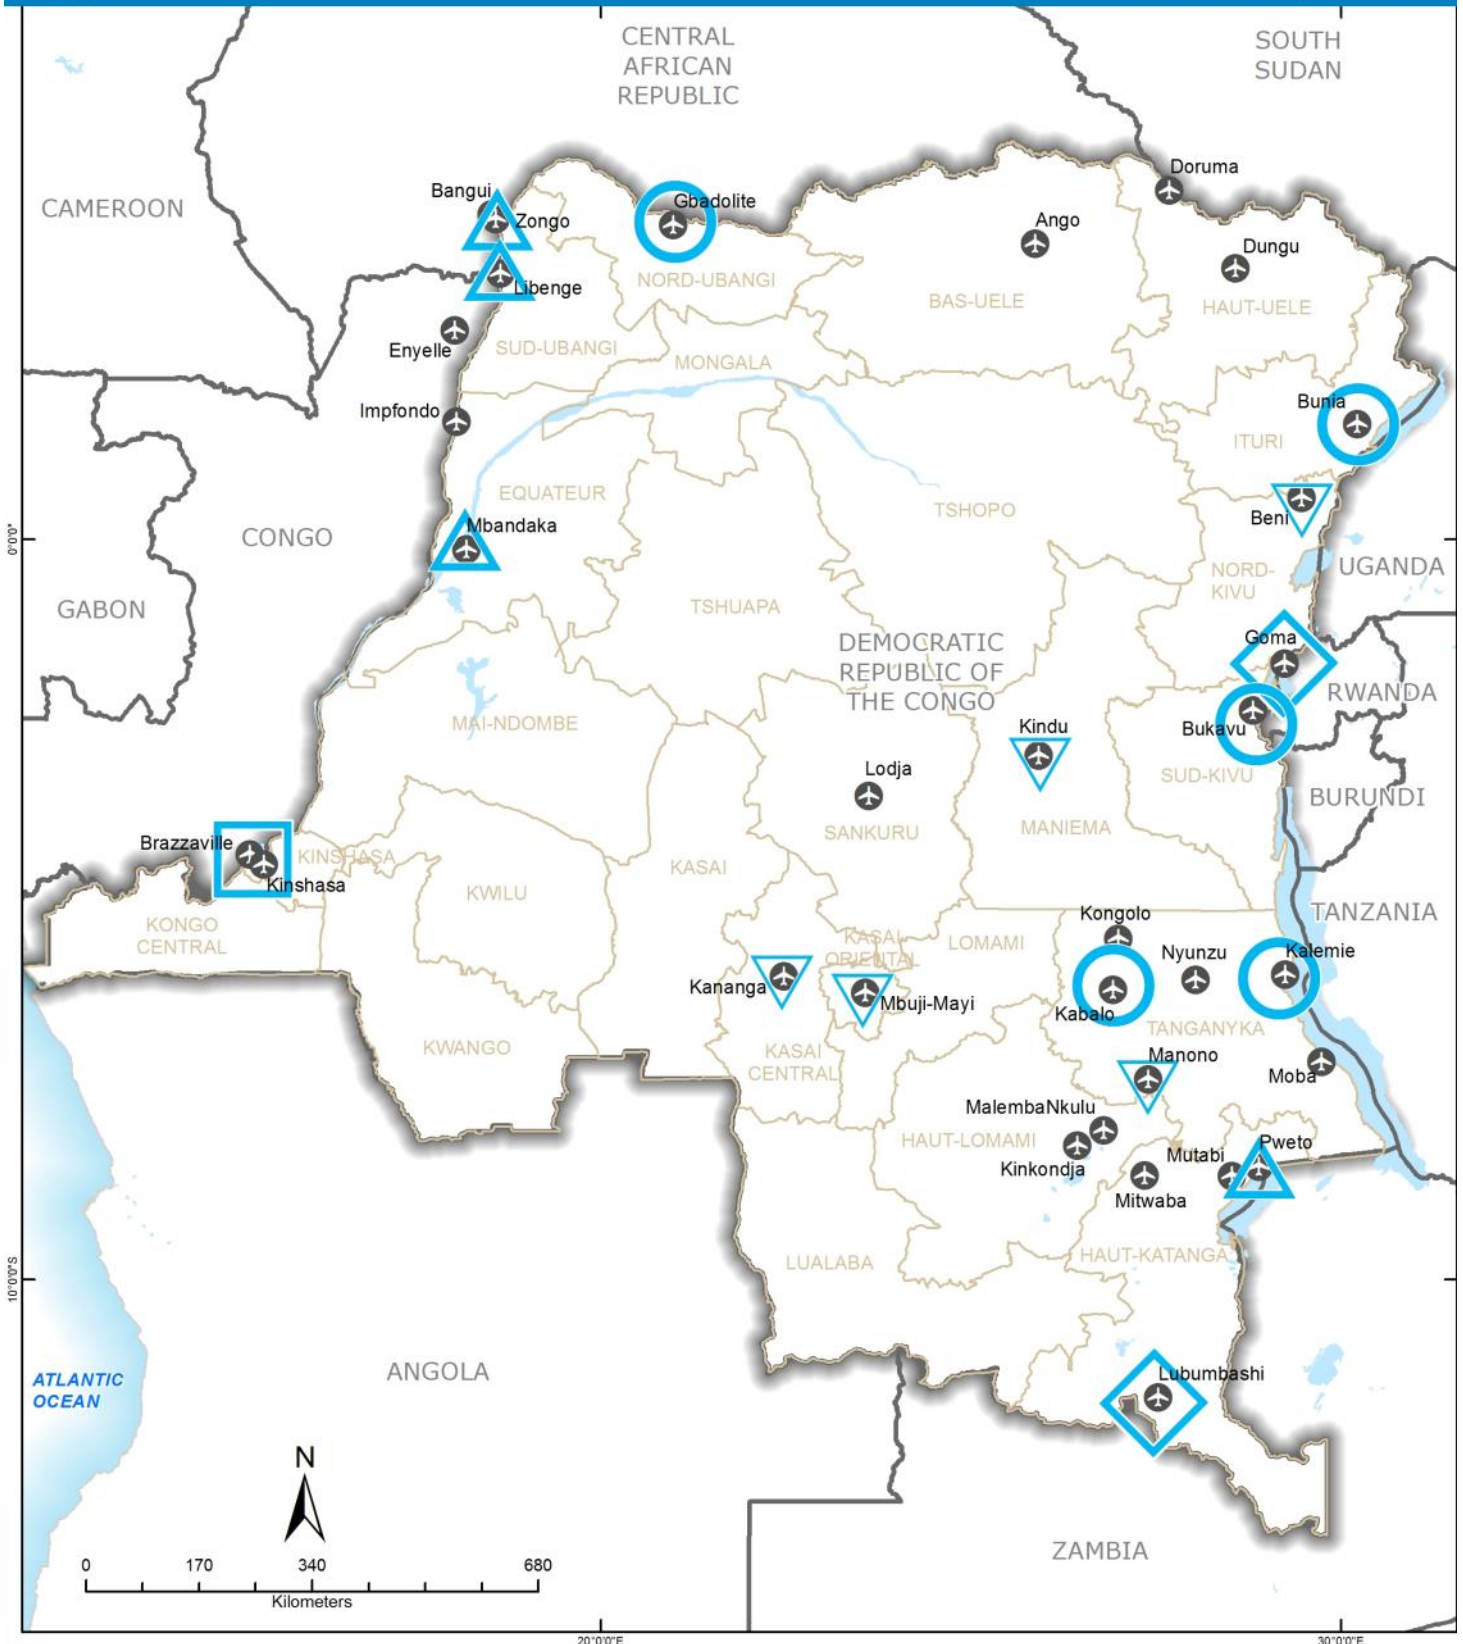 CENTRAL
AFRICAN
REPUBLIC
SOUTH
SUDAN
CAMEROON
Bangui
Zongo
Gbadolite
Doruma
Ango
Dungu
Libenge
NORD-UBANGI
BAS-UELE
HAUT-UELE
Enyelle
SUD-UBANGI
MONGALA
Impfondo
Bunia
ITURI
EQUATEUR
TSHOPO
Beni
Mbandaka
CONGO
0°0'0"
UGANDA
NORD-
KIVU
GABON
TSHUAPA
DEMOCRATIC
REPUBLIC OF
THE CONGO
Goma
RWANDA
MAI-NDOMBE
Kindu
Bukavu
SUD-KIVU
Lodja
BURUNDI
SANKURU
MANIEMA
Brazzaville
KINSHASA
Kinshasa
KASAI
KWILU
KONGO
CENTRAL
TANZANIA
Kongolo
KASAI
ORIENTAL
LOMAMI
Nyunzu
Kalemie
Kananga
Mbuji-Mayi
Kabalo
TANGANYKA
KWANGO
KASAI
CENTRAL
Manono
Moba
MalembaNkulu
HAUT-LOMAMI
Kinkondja
Mutabi
Pweto
Mitwaba
LUALABA
HAUT-KATANGA
10°0'0"S
ATLANTIC
OCEAN
ANGOLA
Lubumbashi
N
ZAMBIA
0 170 340 680
Kilometers
20°0'0"E
30°0'0"E